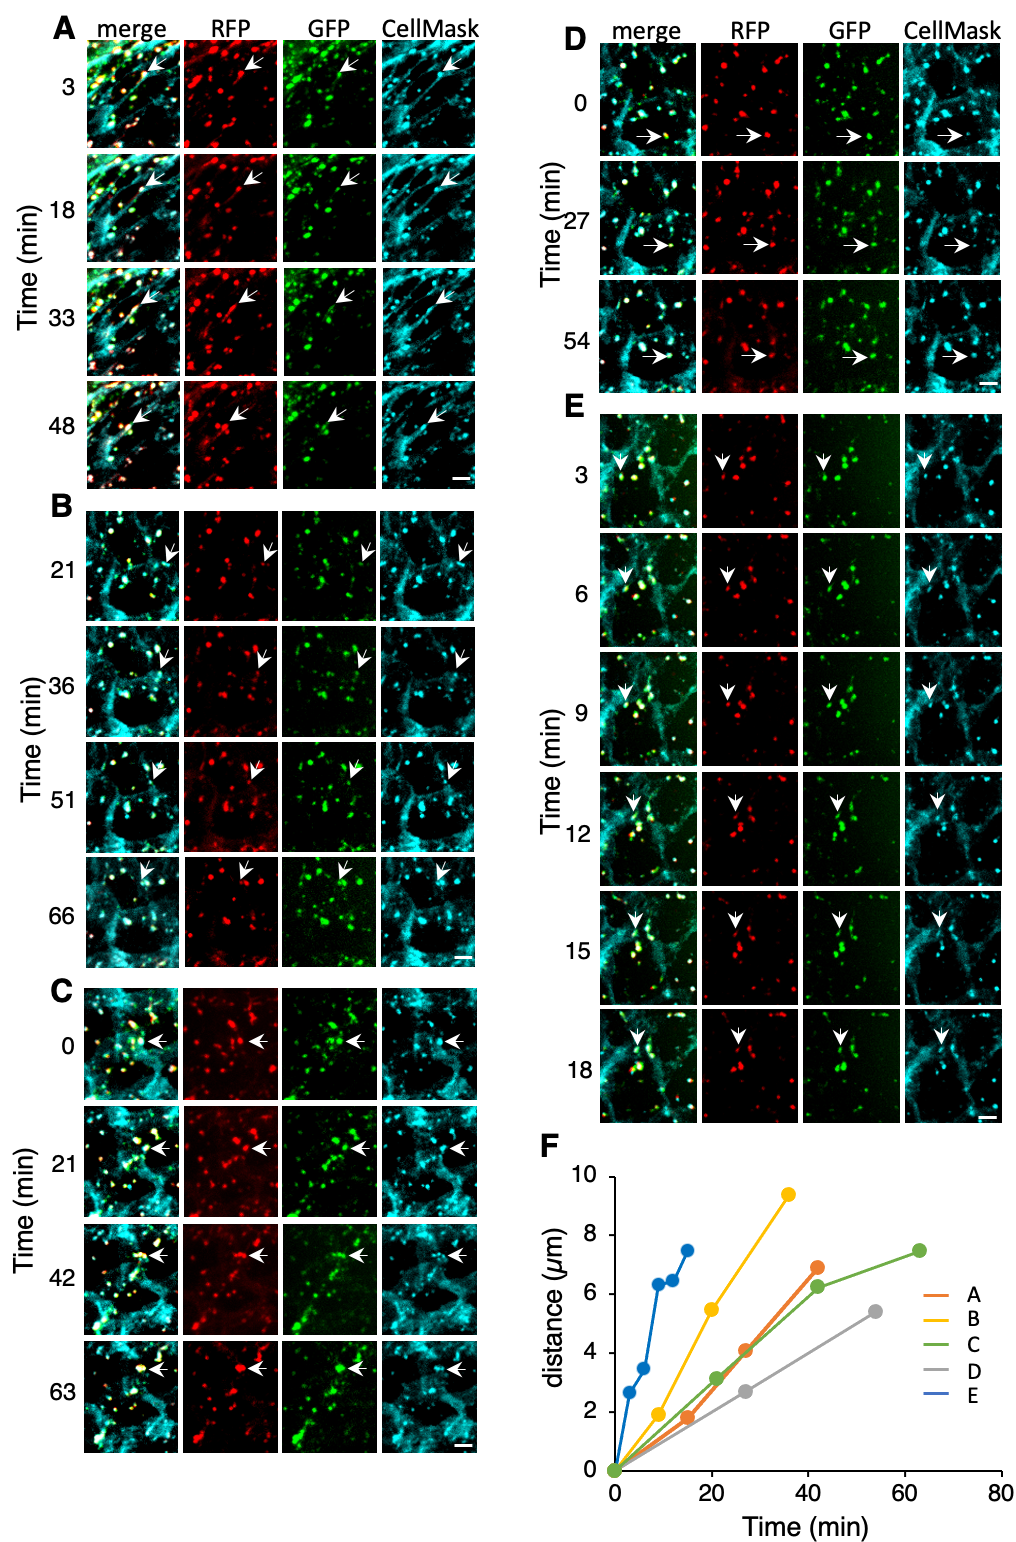 A
merge RFP GFP CellMask
Time (min)
3
18
33
48
B
Time (min)
21
36
51
66
C
Time (min)
0
21
42
63
D
merge RFP GFP CellMask
Time (min)
0
27
54
E
Time (min)
3
6
9
12
15
18
F
distance (µm)
10
8
6
4
2
0
0 20 40 60 80
Time (min)
A
B
C
D
E